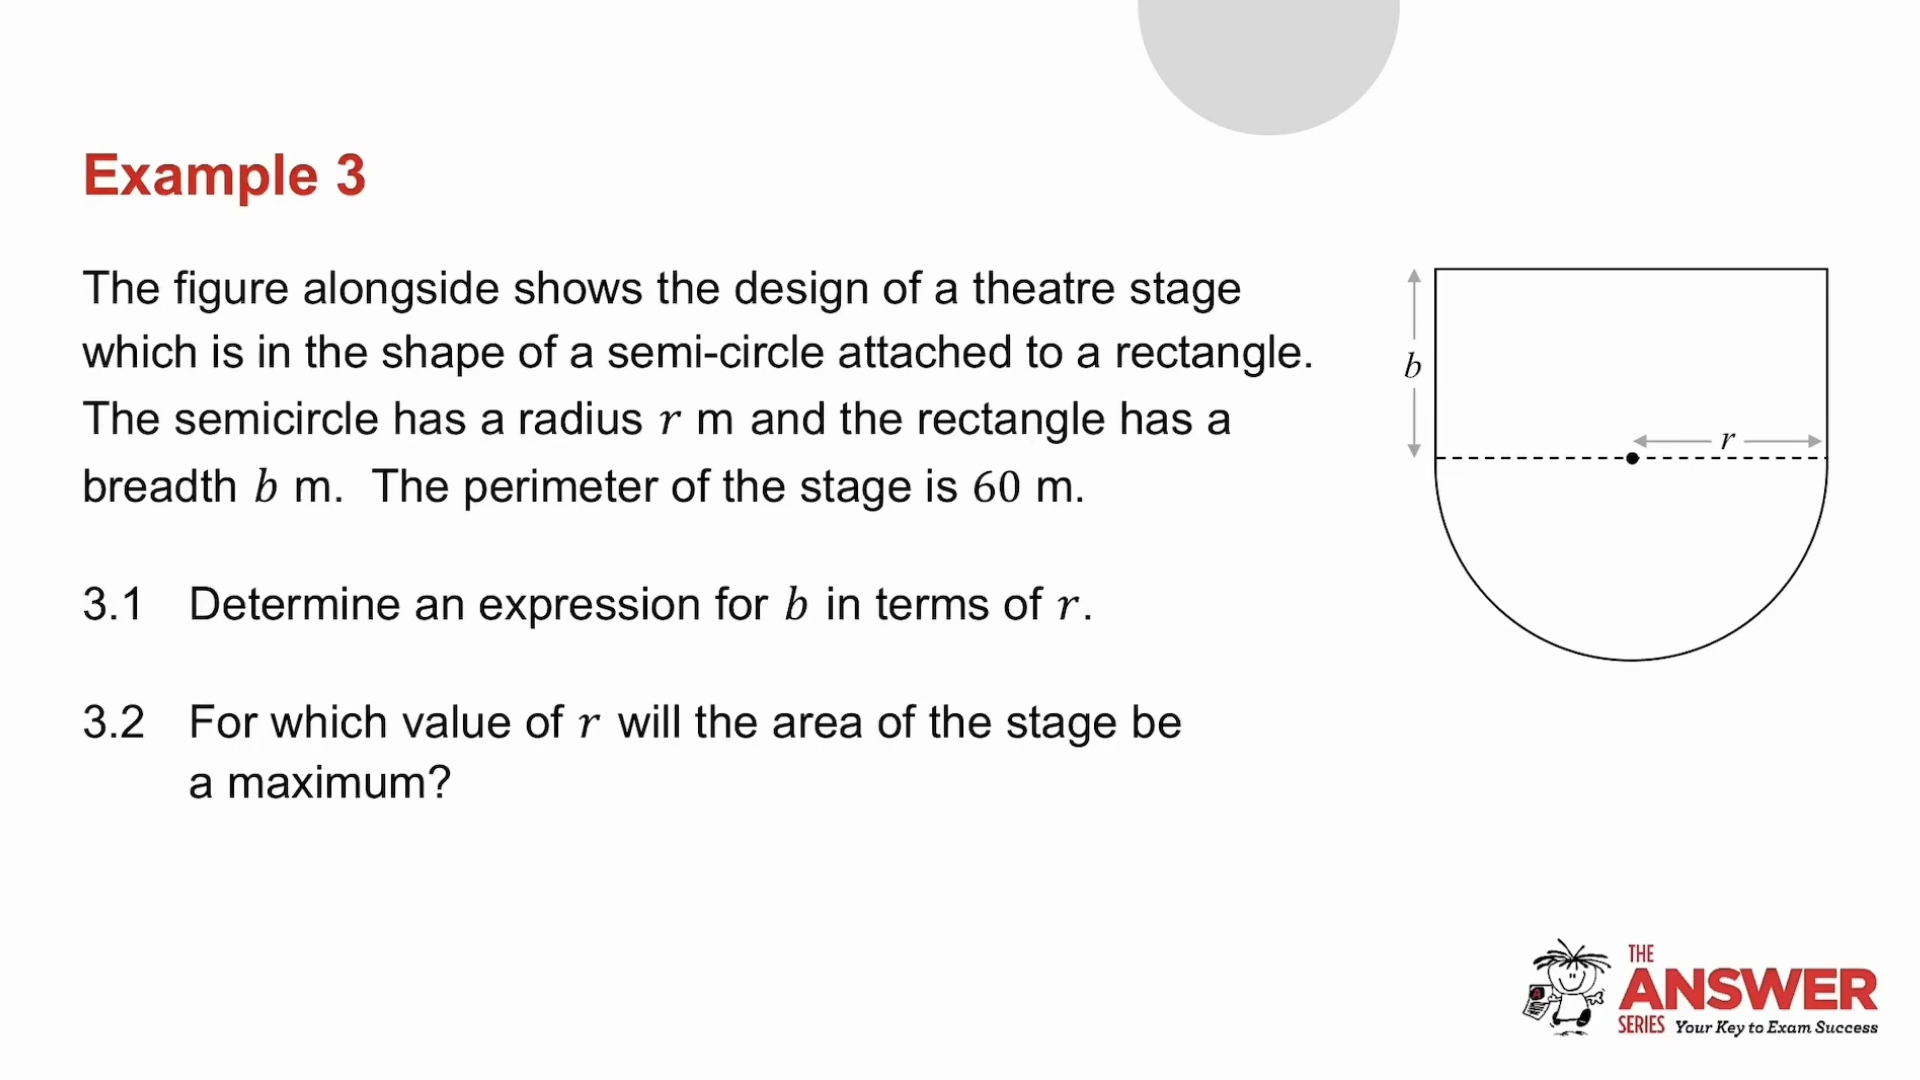 Example 3
The figure alongside shows the design of a theatre stage
which is in the shape of a semi-circle attached to a rectangle.
The semicircle has a radius r m and the rectangle has a
breadth b m. The perimeter of the stage is 60 m.
3.1 Determine an expression for b in terms of r.
3.2 For which value of r will the area of the stage be
a maximum?
b
r
THE
ANSWER
SERIES Your Key to Exam Success